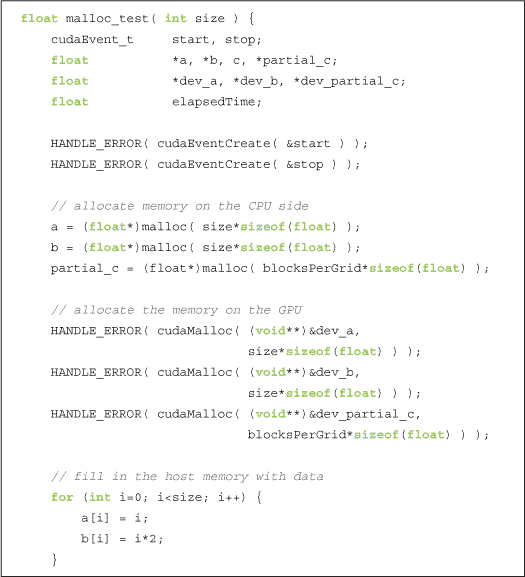 float malloc_test( int size ) {
    cudaEvent_t     start, stop;
    float           *a, *b, c, *partial_c;
    float           *dev_a, *dev_b, *dev_partial_c;
    float           elapsedTime;

    HANDLE_ERROR( cudaEventCreate( &start ) );
    HANDLE_ERROR( cudaEventCreate( &stop ) );

    // allocate memory on the CPU side
    a = (float*)malloc( size*sizeof(float) );
    b = (float*)malloc( size*sizeof(float) );
    partial_c = (float*)malloc( blocksPerGrid*sizeof(float) );

    // allocate the memory on the GPU
    HANDLE_ERROR( cudaMalloc( (void**)&dev_a,
                              size*sizeof(float) ) );
    HANDLE_ERROR( cudaMalloc( (void**)&dev_b,
                              size*sizeof(float) ) );
    HANDLE_ERROR( cudaMalloc( (void**)&dev_partial_c,
                              blocksPerGrid*sizeof(float) ) );

    // fill in the host memory with data
    for (int i=0; i<size; i++) {
        a[i] = i;
        b[i] = i*2;
    }